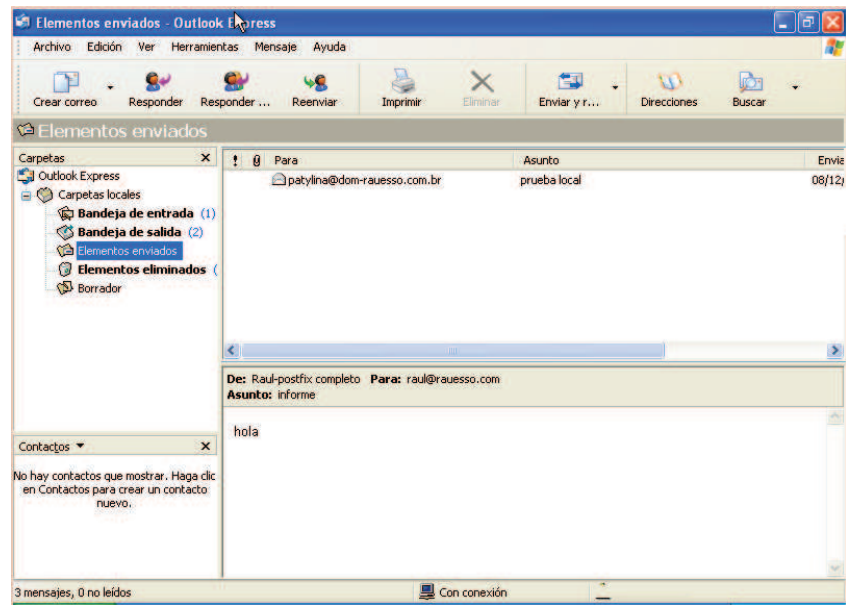 Elementos enviados - Outlook Express
Archivo Edición Ver Herramientas Mensaje Ayuda
Crear correo Responder Responder ... Reenviar Imprimir Eliminar Enviar y r... Direcciones Buscar
Elementos enviados
Carpetas
Outlook Express
Carpetas locales
Bandeja de entrada (1)
Bandeja de salida (2)
Elementos enviados
Elementos eliminados (
Borrador
! Para Asunto Envia
patylina@dom-rauesso.com.br prueba local 08/12/
De: Raul-postfix completo Para: raul@rauesso.com
Asunto: informe
hola
Contactos
No hay contactos que mostrar. Haga clic
en Contactos para crear un contacto
nuevo.
3 mensajes, 0 no leídos Con conexión